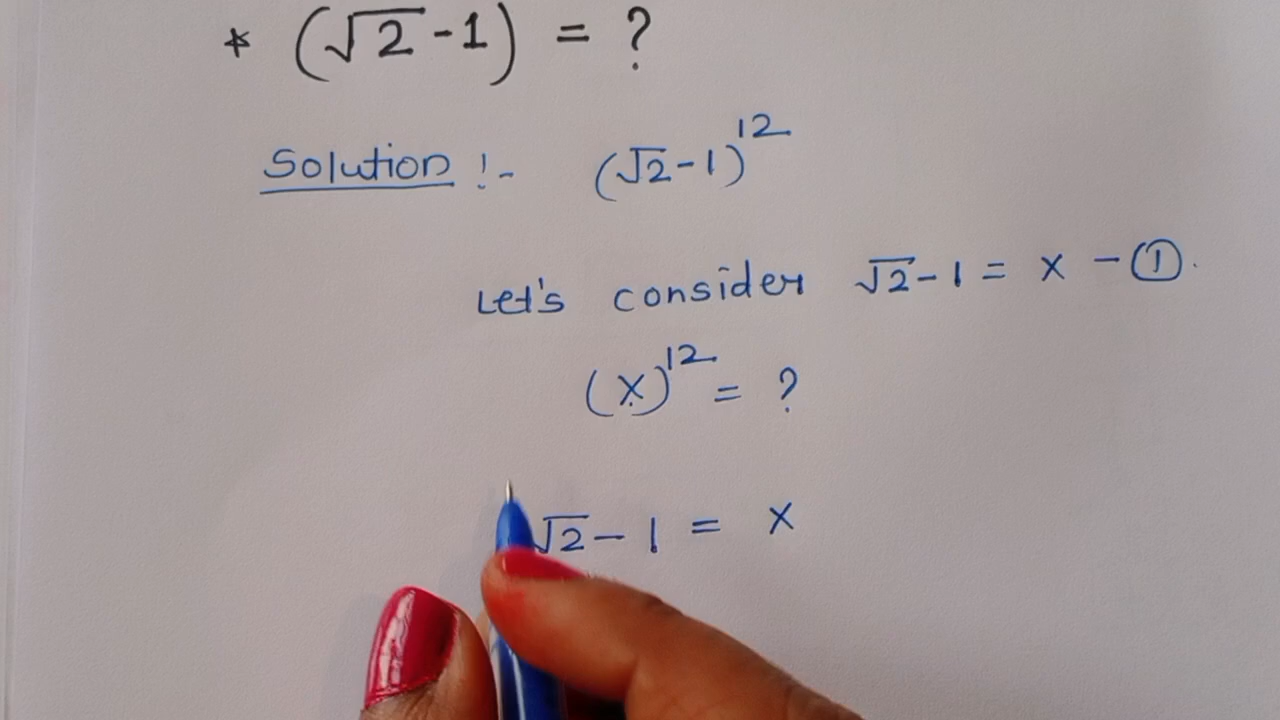 * (√2-1) = ?
Solution !- (√2-1)¹²
Let's consider √2-1 = x -①.
(x)¹² = ?
√2-1 = x